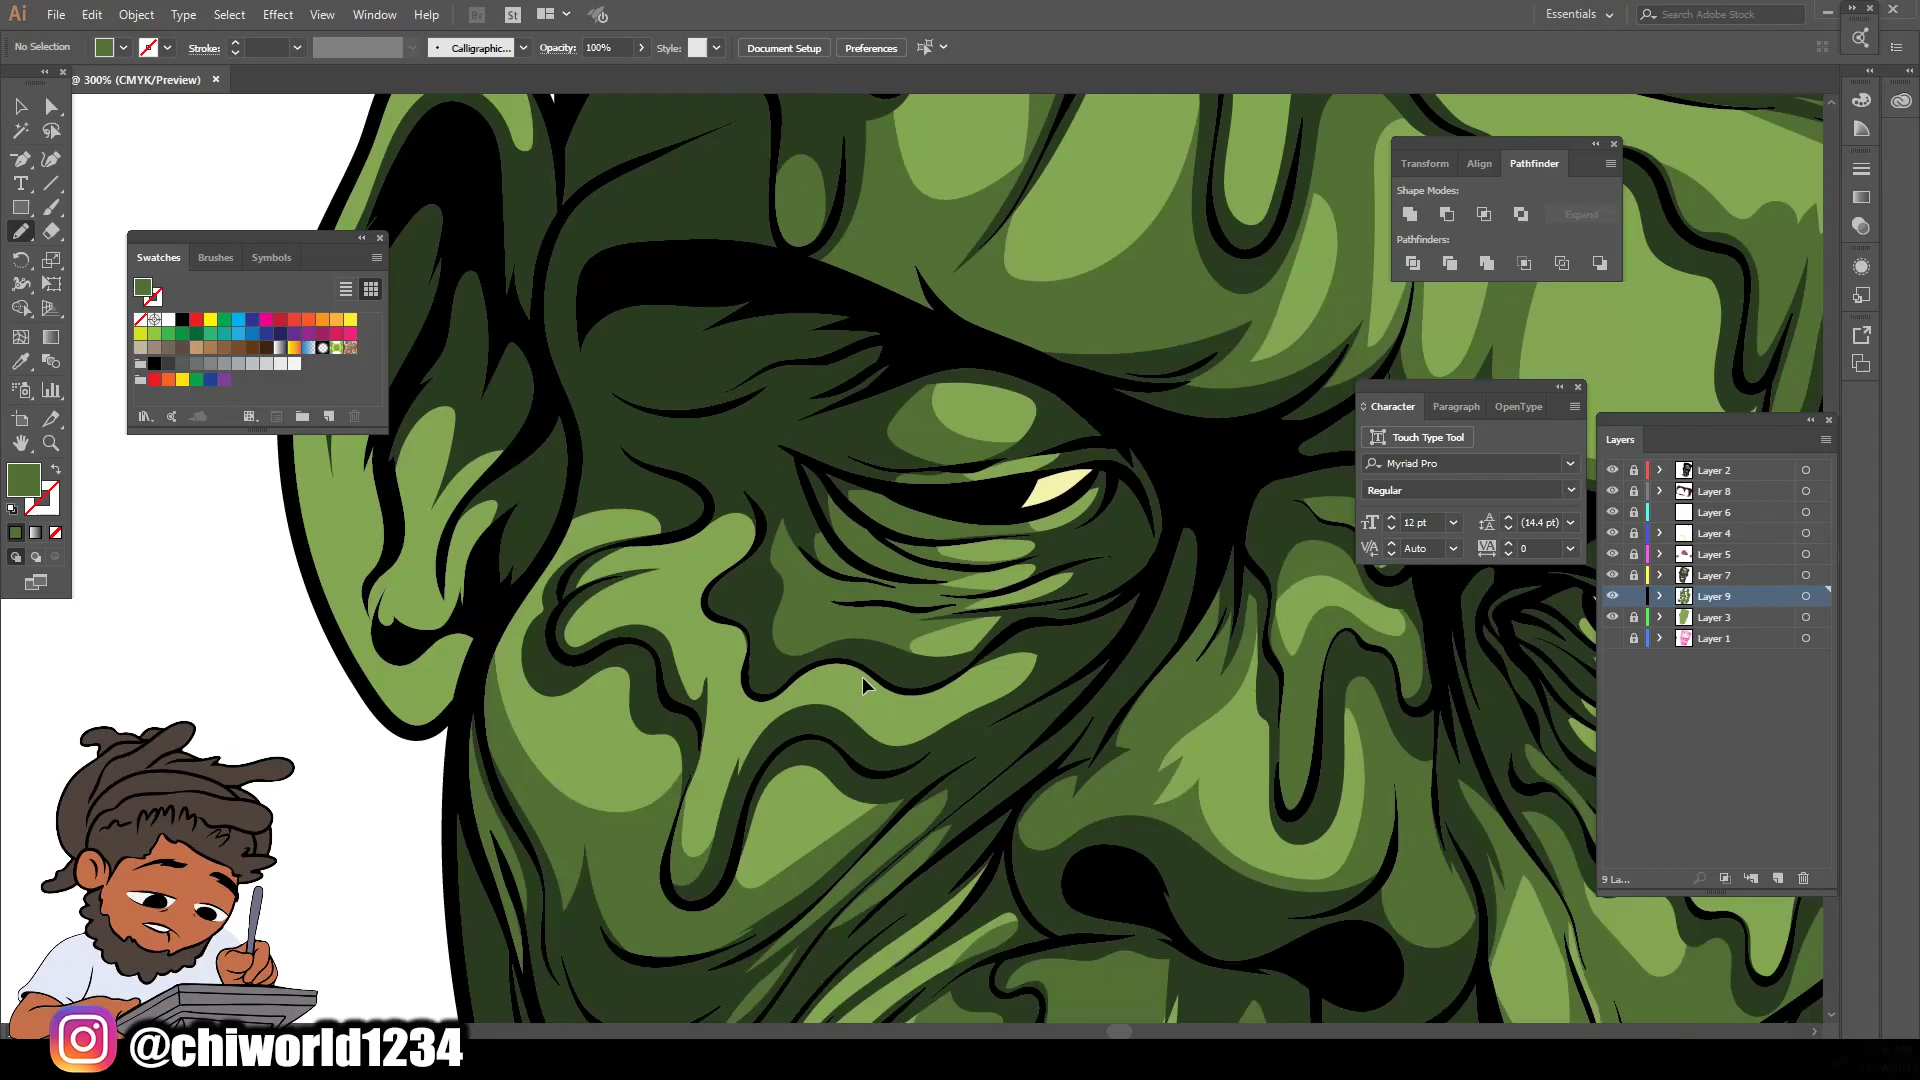 Ai File Edit Object Type Select Effect View Window Help Br St Essentials Search Adobe Stock
No Selection Stroke: Calligraphic... Opacity: 100% Style: Document Setup Preferences
@ 300% (CMYK/Preview)
Transform Align Pathfinder
Shape Modes:
Expand
Pathfinders:
Swatches Brushes Symbols
Character Paragraph OpenType
Touch Type Tool
Myriad Pro
Regular
12 pt (14.4 pt)
Auto 0
Layers
Layer 2
Layer 8
Layer 6
Layer 4
Layer 5
Layer 7
Layer 9
Layer 3
Layer 1
9 La...
@chiworld1234